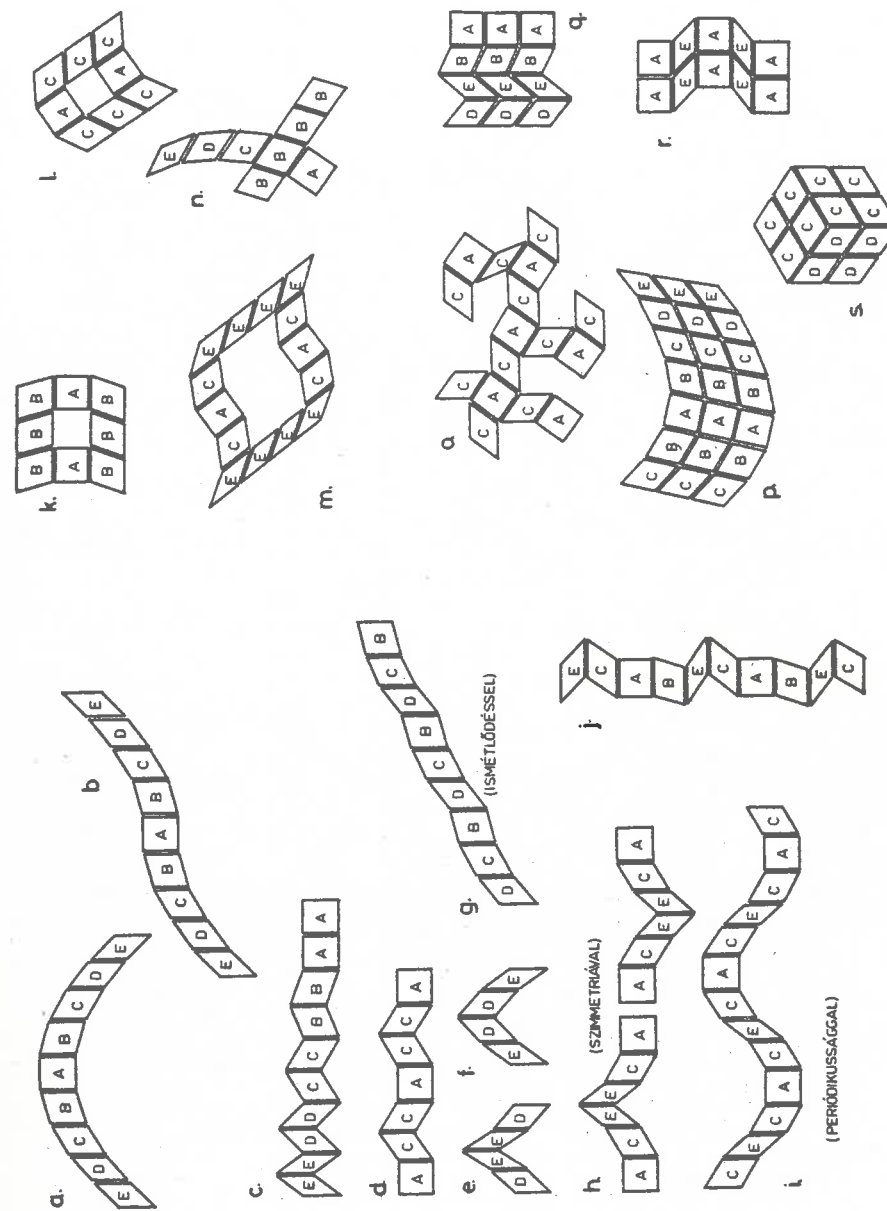 a.
E D C B A B C D E
b
E D C B A B C D E
c.
E E D D C C B B A A
d.
A C C A C C A
e.
D E E D
f.
E D D E
g.
D C B D C B D C B
(ISMÉTLŐDÉSSEL)
h.
A C E E C A
A C E E C A
(SZIMMETRIÁVAL)
i.
C E C A C E C A C E C A C
(PERIÓDIKUSSÁGGAL)
j.
E C A B E C A B E C
k.
B B B
A A
B B B
l.
C C C
A A
C C C
m.
E E E E
C A C
C A C
E E E E
n.
E D C
B B B B
A
o.
C C A C A
C A C C A C
C A C C A C
p.
C B A B C D E
C B A B C D E
C B A B C D E
q.
D E B A
D E B A
D E B A
r.
A E A E A
A E A E A
s.
C C C C
C C C C
D D D D